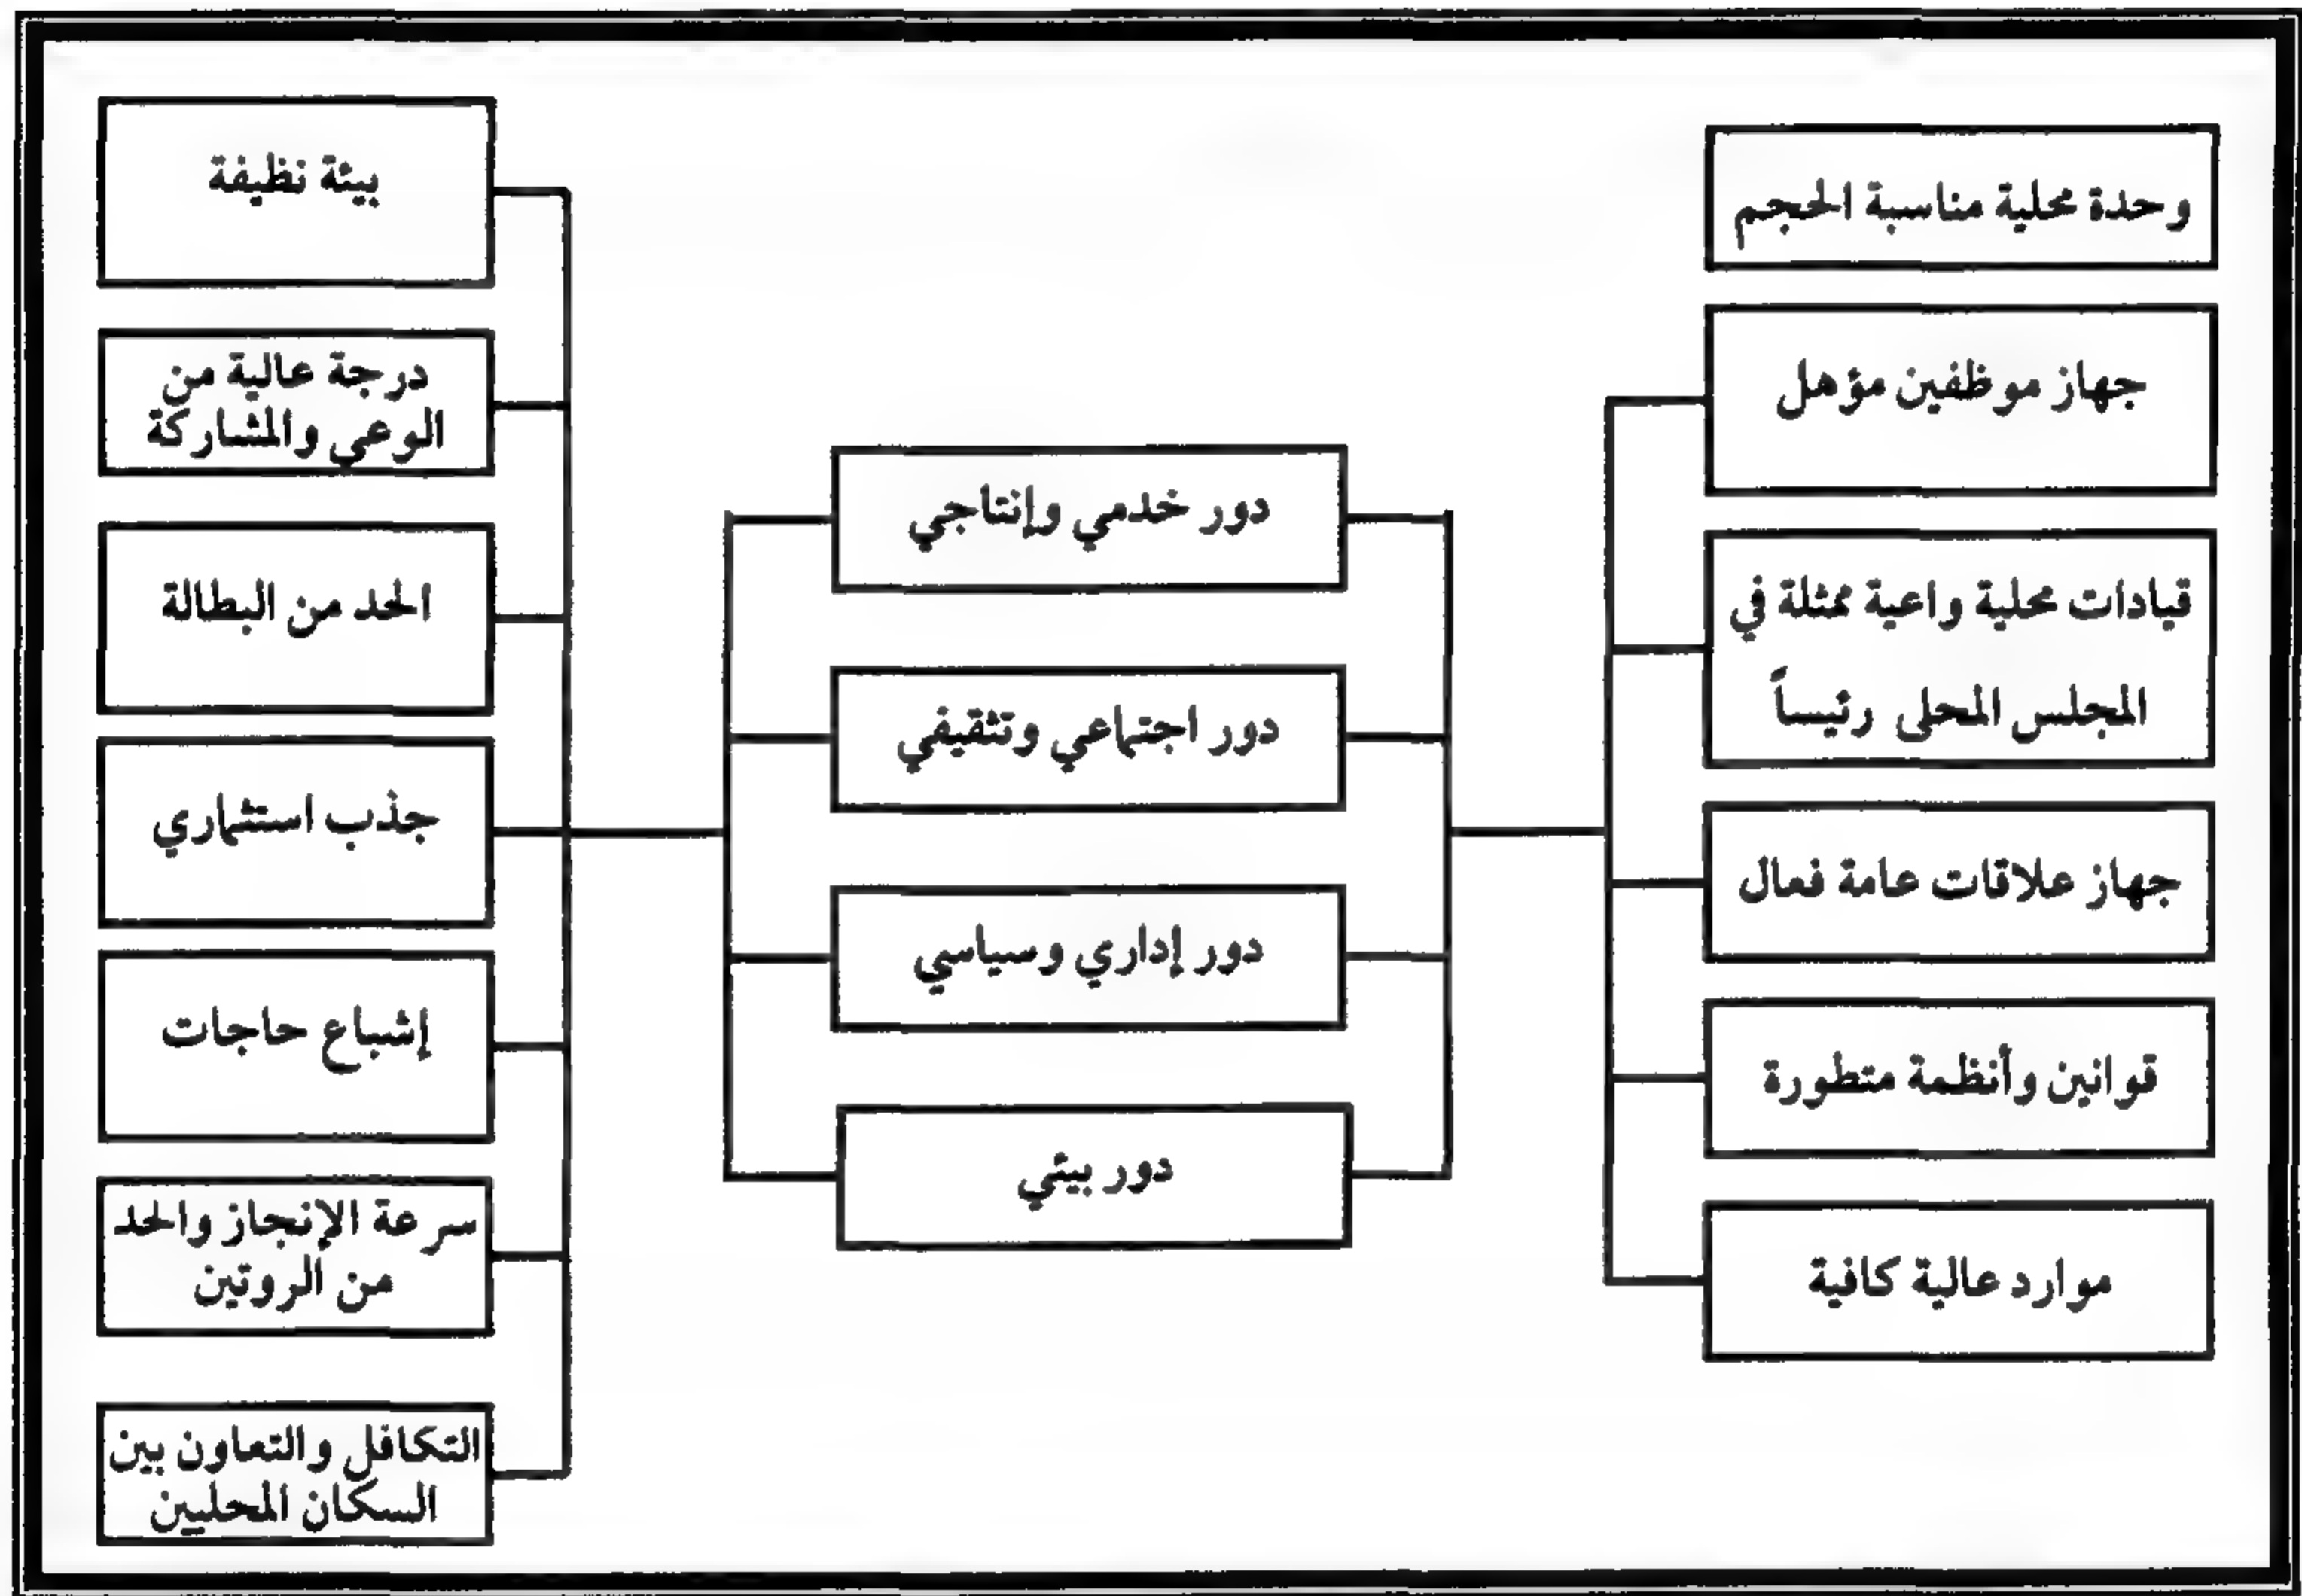 وحدة محلية مناسبة الحجم
جهاز موظفين مؤهل
قيادات محلية واعية ممثلة في
المجلس المحلى رئيساً
جهاز علاقات عامة فعال
قوانين وأنظمة متطورة
موارد عالية كافية
دور خدمي وإنتاجي
دور اجتماعي وتثقيفي
دور إداري وسياسي
دور بيئي
بيئة نظيفة
درجة عالية من
الوعي والمشاركة
الحد من البطالة
جذب استثماري
إشباع حاجات
سرعة الإنجاز والحد
من الروتين
التكافل والتعاون بين
السكان المحليين